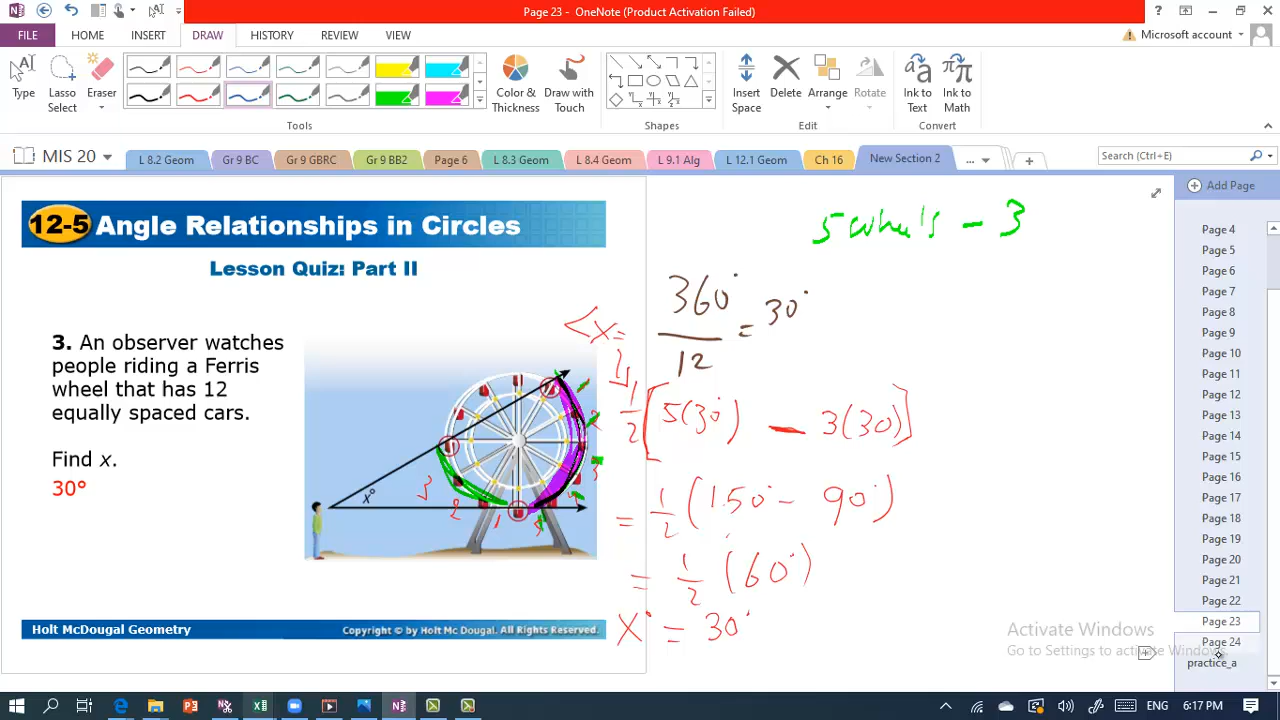 Page 23 - OneNote (Product Activation Failed)
FILE HOME INSERT DRAW HISTORY REVIEW VIEW
Microsoft account
Type Lasso Select Eraser
Color & Thickness Draw with Touch
Insert Space Delete Arrange Rotate
Ink to Text Ink to Math
Tools Shapes Edit Convert
MIS 20
L 8.2 Geom Gr 9 BC Gr 9 GBRC Gr 9 BB2 Page 6 L 8.3 Geom L 8.4 Geom L 9.1 Alg L 12.1 Geom Ch 16 New Section 2 ...
Search (Ctrl+E)
Add Page
12-5 Angle Relationships in Circles
Lesson Quiz: Part II
3. An observer watches
people riding a Ferris
wheel that has 12
equally spaced cars.
Find x.
30°
x°
3 2 1
2
3
Holt McDougal Geometry
Copyright © by Holt Mc Dougal. All Rights Reserved.
- 3
360° / 12 = 30°
<x =
1/2 [5(30°) - 3(30)]
= 1/2 (150° - 90°)
= 1/2 (60°)
x° = 30°
Page 4
Page 5
Page 6
Page 7
Page 8
Page 9
Page 10
Page 11
Page 12
Page 13
Page 14
Page 15
Page 16
Page 17
Page 18
Page 19
Page 20
Page 21
Page 22
Page 23
Page 24
practice_a
Activate Windows
Go to Settings to activate Windows.
ENG 6:17 PM